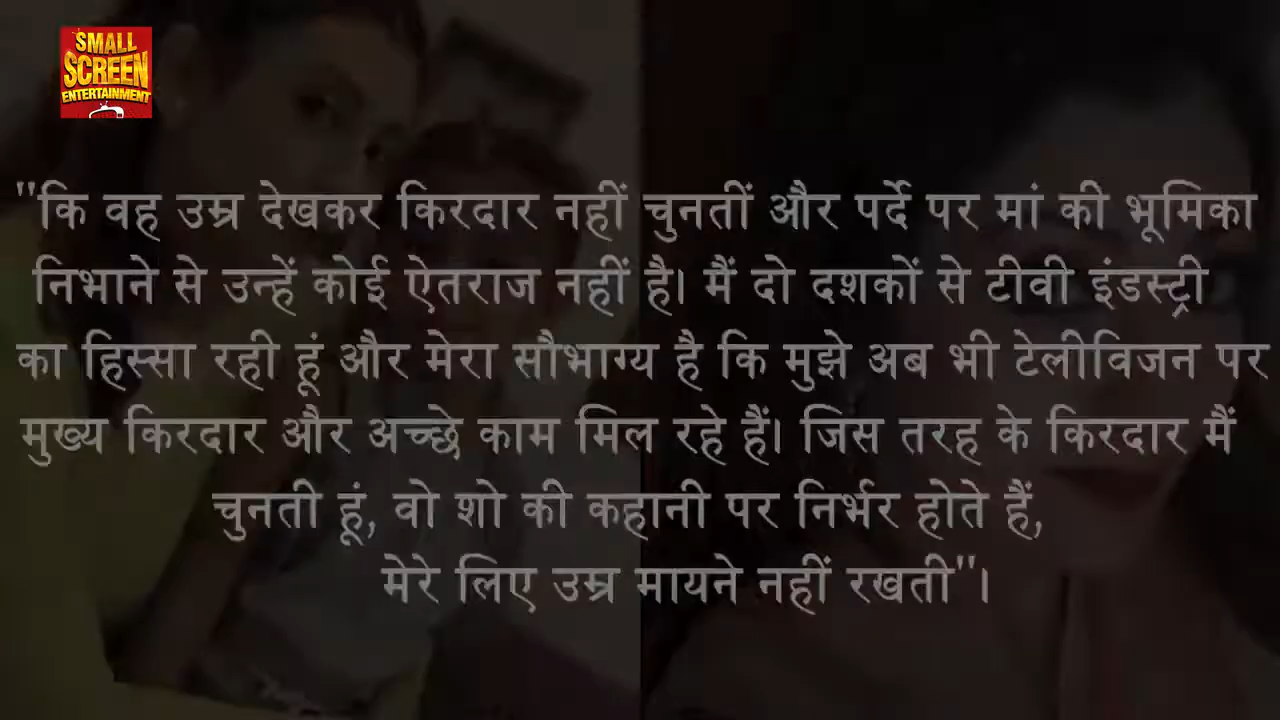 SMALL
SCREEN
ENTERTAINMENT
"कि वह उम्र देखकर किरदार नहीं चुनतीं और पर्दे पर मां की भूमिका
निभाने से उन्हें कोई ऐतराज नहीं है। मैं दो दशकों से टीवी इंडस्ट्री
का हिस्सा रही हूं और मेरा सौभाग्य है कि मुझे अब भी टेलीविजन पर
मुख्य किरदार और अच्छे काम मिल रहे हैं। जिस तरह के किरदार मैं
चुनती हूं, वो शो की कहानी पर निर्भर होते हैं,
मेरे लिए उम्र मायने नहीं रखती"।